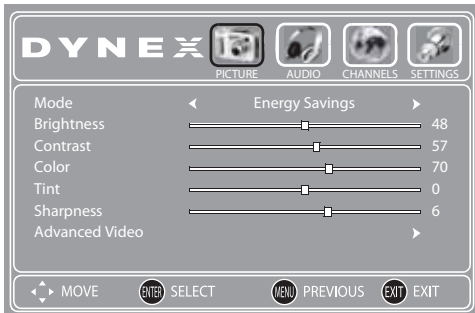 DYNEX
PICTURE AUDIO CHANNELS SETTINGS
Mode Energy Savings
Brightness 48
Contrast 57
Color 70
Tint 0
Sharpness 6
Advanced Video
MOVE ENTER SELECT MENU PREVIOUS EXIT EXIT